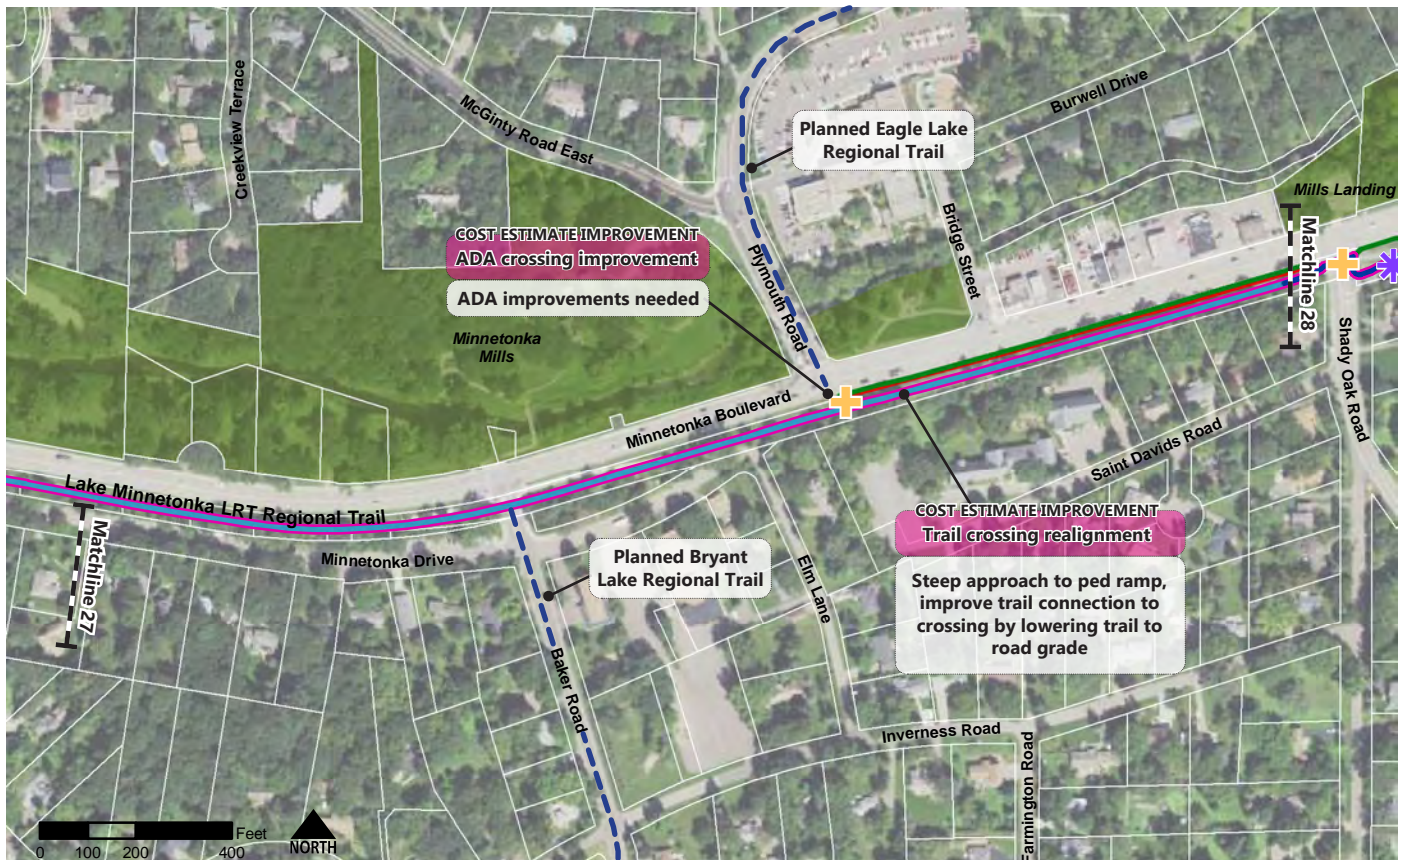 Creekview Terrace
McGinty Road East
Planned Eagle Lake
Regional Trail
Burwell Drive
Mills Landing
Bridge Street
Plymouth Road
COST ESTIMATE IMPROVEMENT
ADA crossing improvement
ADA improvements needed
Minnetonka
Mills
Matchline 28
Shady Oak Road
Minnetonka Boulevard
Saint Davids Road
Lake Minnetonka LRT Regional Trail
Matchline 27
Minnetonka Drive
Planned Bryant
Lake Regional Trail
Elm Lane
COST ESTIMATE IMPROVEMENT
Trail crossing realignment
Steep approach to ped ramp,
improve trail connection to
crossing by lowering trail to
road grade
Baker Road
Inverness Road
Farmington Road
Feet
0 100 200 400
NORTH